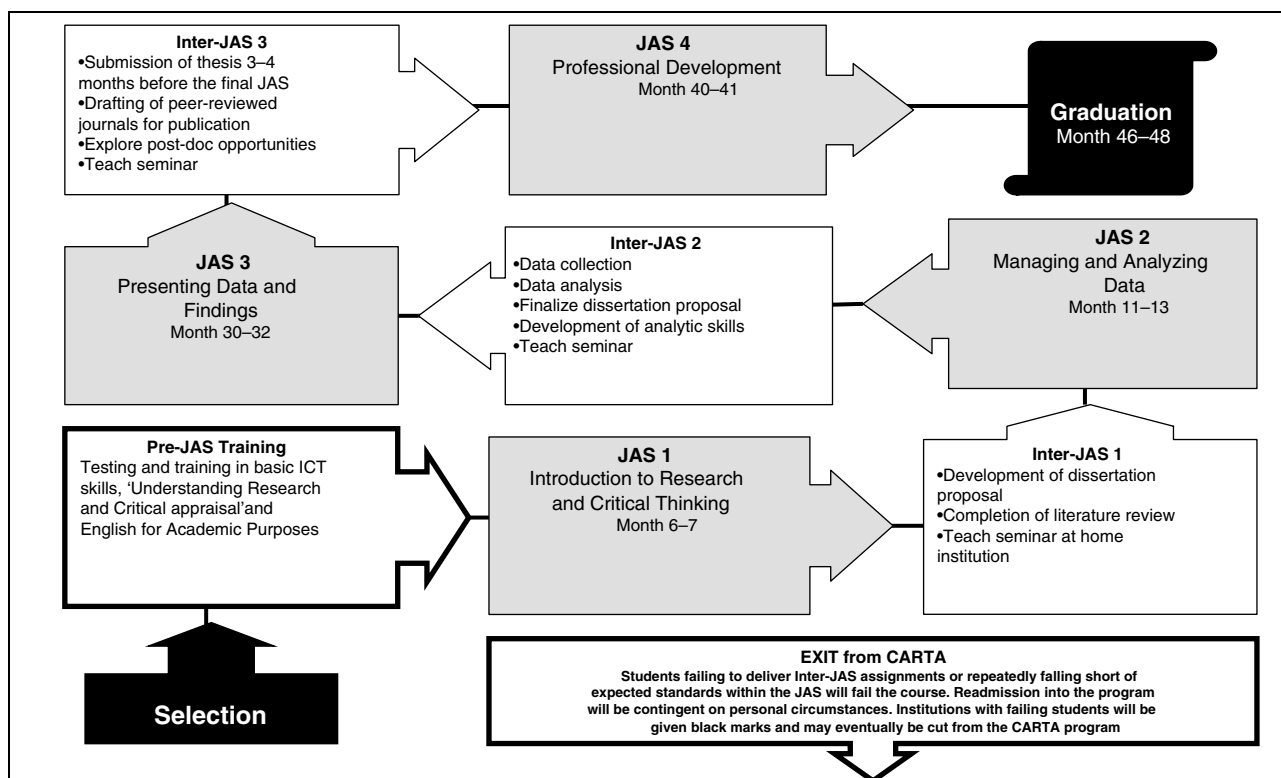 Inter-JAS 3
•Submission of thesis 3–4
months before the final JAS
•Drafting of peer-reviewed
journals for publication
•Explore post-doc opportunities
•Teach seminar
JAS 4
Professional Development
Month 40–41
Graduation
Month 46–48
JAS 3
Presenting Data and
Findings
Month 30–32
Inter-JAS 2
•Data collection
•Data analysis
•Finalize dissertation proposal
•Development of analytic skills
•Teach seminar
JAS 2
Managing and Analyzing
Data
Month 11–13
Pre-JAS Training
Testing and training in basic ICT
skills, ‘Understanding Research
and Critical appraisal’and
English for Academic Purposes
JAS 1
Introduction to Research
and Critical Thinking
Month 6–7
Inter-JAS 1
•Development of dissertation
proposal
•Completion of literature review
•Teach seminar at home
institution
Selection
EXIT from CARTA
Students failing to deliver Inter-JAS assignments or repeatedly falling short of
expected standards within the JAS will fail the course. Readmission into the program
will be contingent on personal circumstances. Institutions with failing students will be
given black marks and may eventually be cut from the CARTA program